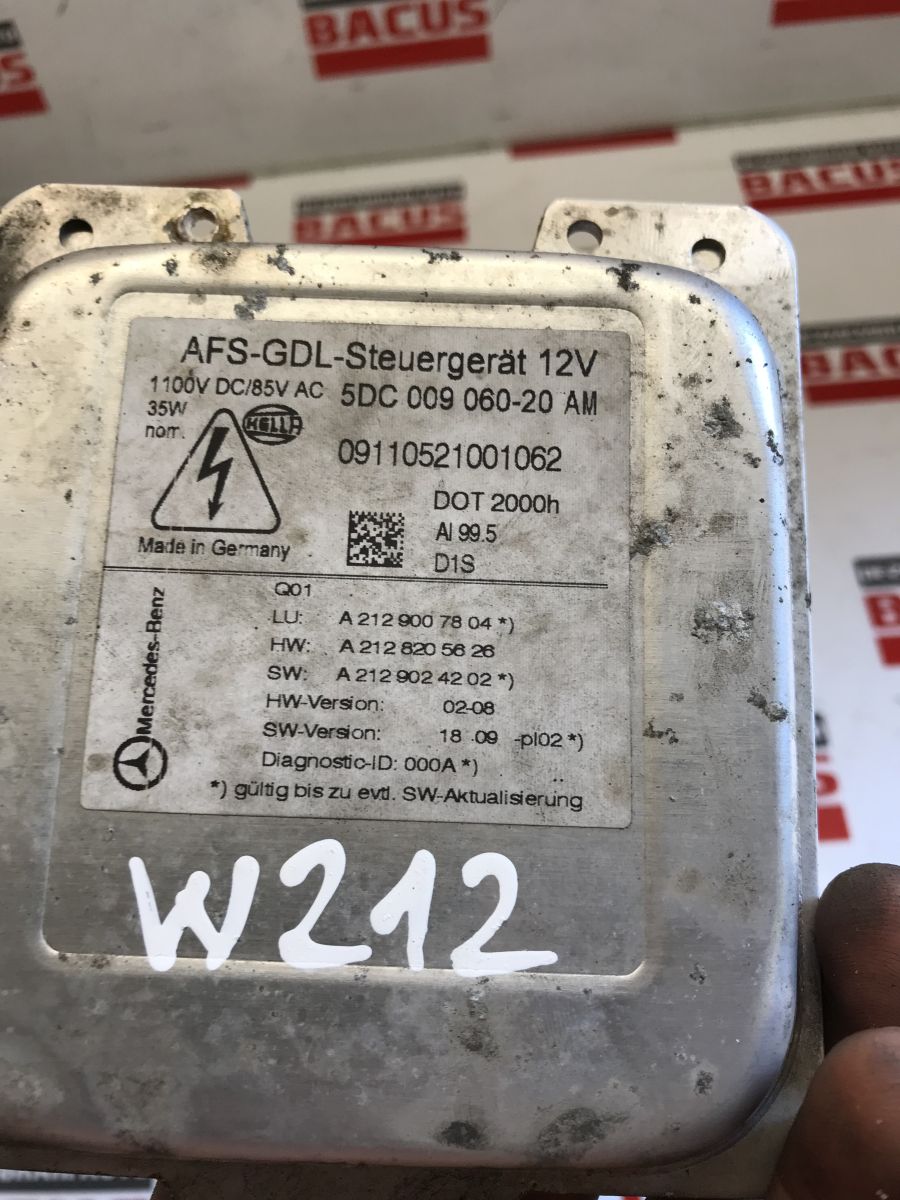 BACUS
BACUS
BACUS
BACUS
AFS-GDL-Steuergerät 12V
1100V DC/85V AC 5DC 009 060-20 AM
35W
nom.
HELLA
09110521001062
DOT 2000h
Al 99.5
D1S
Made in Germany
Q01
LU: A 212 900 78 04 *)
HW: A 212 820 56 26
SW: A 212 902 42 02 *)
HW-Version: 02-08
SW-Version: 18 09 -pl02 *)
Diagnostic-ID: 000A *)
*) gültig bis zu evtl. SW-Aktualisierung
Mercedes-Benz
W212